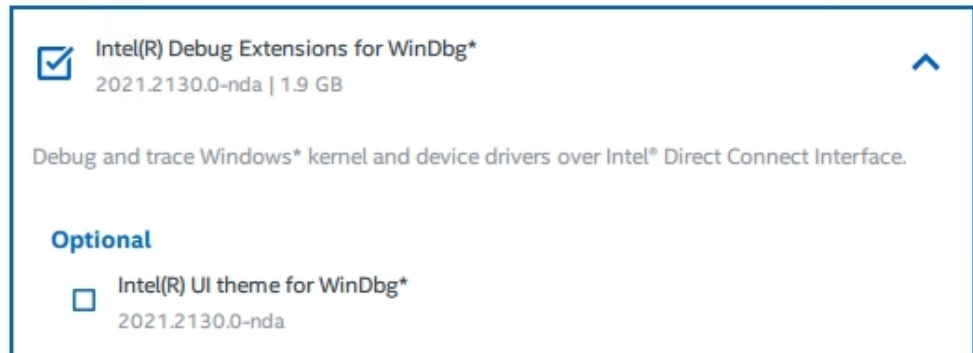 Intel(R) Debug Extensions for WinDbg*
2021.2130.0-nda | 1.9 GB
Debug and trace Windows* kernel and device drivers over Intel® Direct Connect Interface.
Optional
Intel(R) UI theme for WinDbg*
2021.2130.0-nda